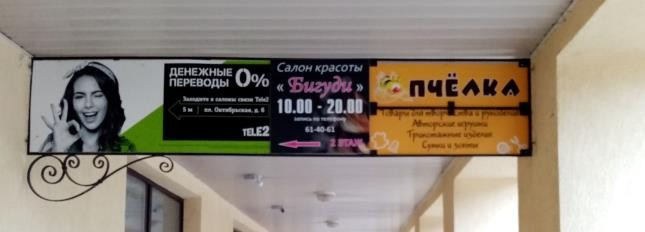 ДЕНЕЖНЫЕ
ПЕРЕВОДЫ 0%
Заходите в салоны связи Tele2
5 м | пл. Октябрьская, д. 6
TELE2
Салон красоты
« Бигуди »
10.00 - 20.00
запись по телефону
61-40-61
2 ЭТАЖ
ПЧЁЛКА
Товары для творчества и рукоделия
Авторские игрушки
Трикотажные изделия
Сумки и зонты